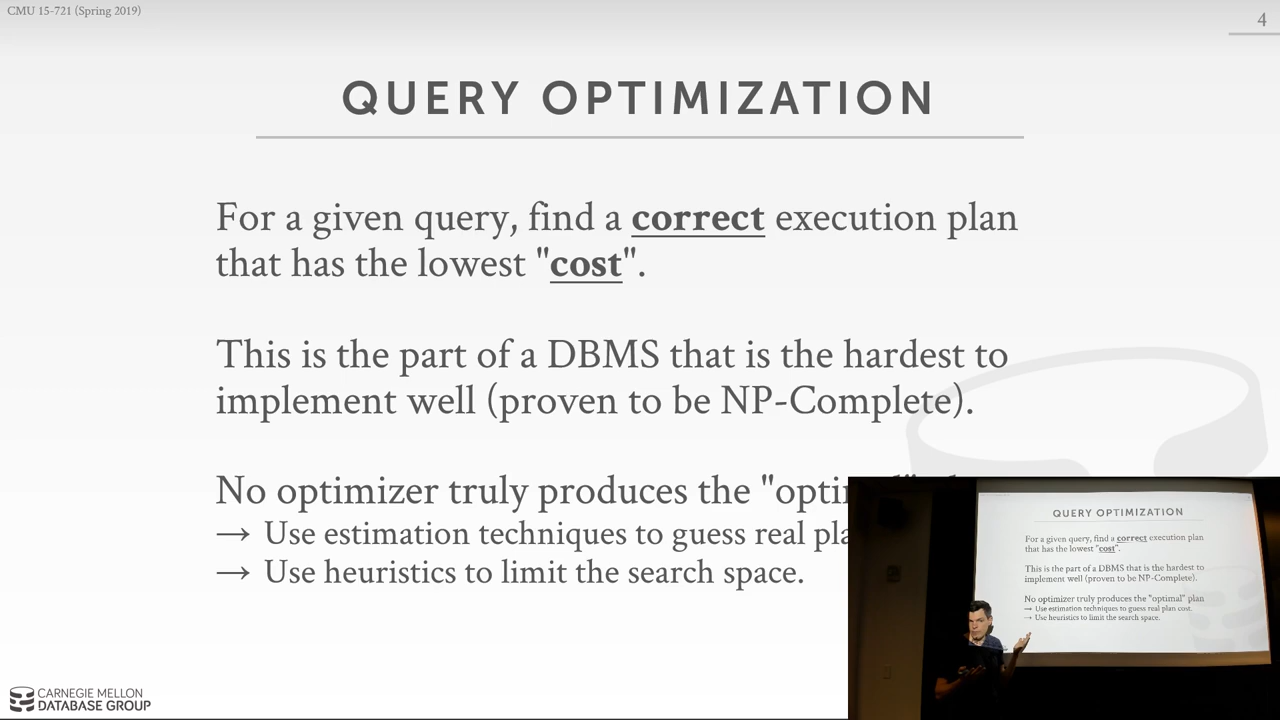 CMU 15-721 (Spring 2019)
4
QUERY OPTIMIZATION
For a given query, find a correct execution plan
that has the lowest "cost".
This is the part of a DBMS that is the hardest to
implement well (proven to be NP-Complete).
No optimizer truly produces the "optimal" plan
→ Use estimation techniques to guess real pla
→ Use heuristics to limit the search space.
QUERY OPTIMIZATION
For a given query, find a correct execution plan
that has the lowest "cost".
This is the part of a DBMS that is the hardest to
implement well (proven to be NP-Complete).
No optimizer truly produces the "optimal" plan
→ Use estimation techniques to guess real plan cost.
→ Use heuristics to limit the search space.
CARNEGIE MELLON
DATABASE GROUP